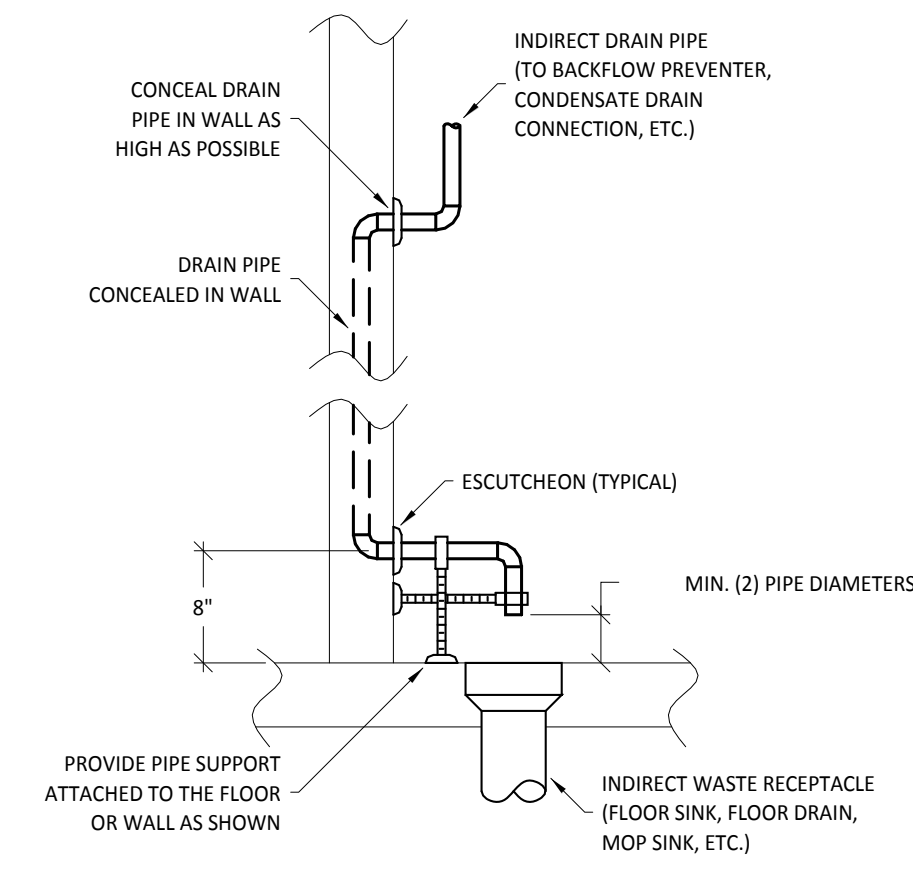 INDIRECT DRAIN PIPE
(TO BACKFLOW PREVENTER,
CONDENSATE DRAIN
CONNECTION, ETC.)
CONCEAL DRAIN
PIPE IN WALL AS
HIGH AS POSSIBLE
DRAIN PIPE
CONCEALED IN WALL
ESCUTCHEON (TYPICAL)
MIN. (2) PIPE DIAMETERS
8"
PROVIDE PIPE SUPPORT
ATTACHED TO THE FLOOR
OR WALL AS SHOWN
INDIRECT WASTE RECEPTACLE
(FLOOR SINK, FLOOR DRAIN,
MOP SINK, ETC.)